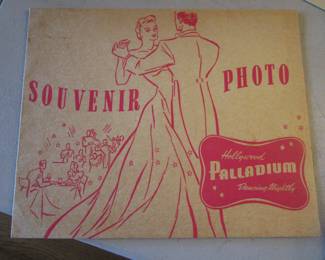 SOUVENIR PHOTO
Hollywood
PALLADIUM
Dancing Nightly